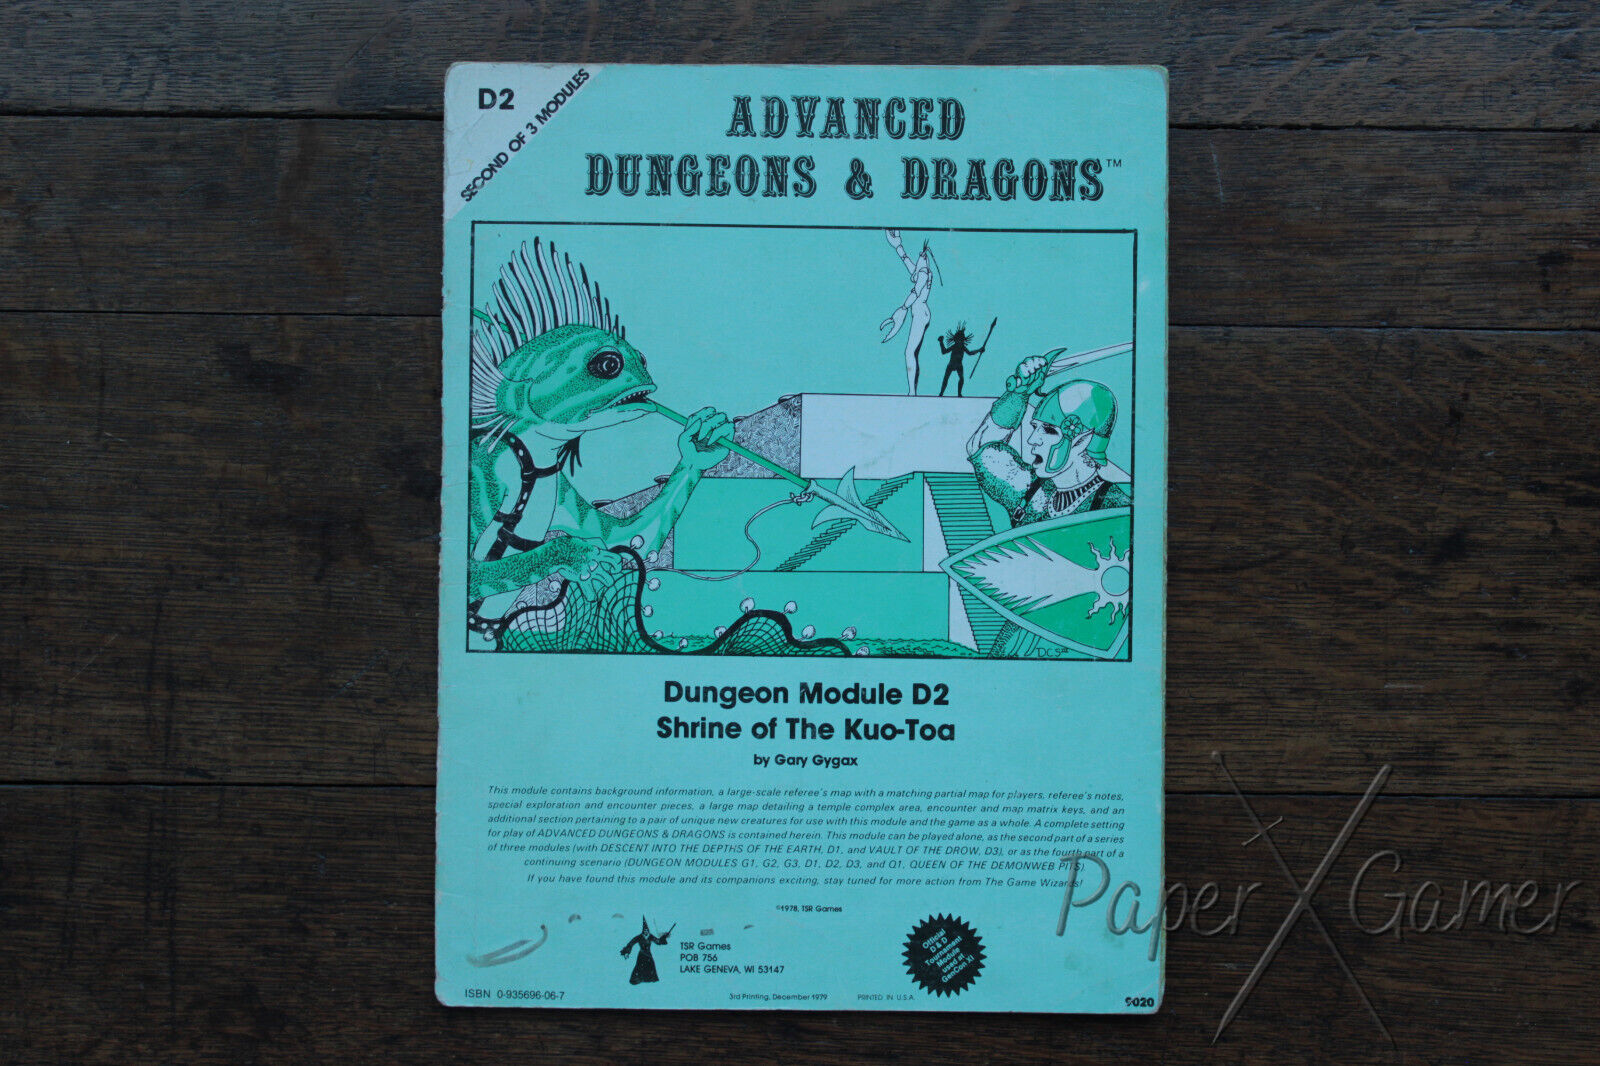 D2
SECOND OF 3 MODULES
ADVANCED
DUNGEONS & DRAGONS™
DCSIII
Dungeon Module D2
Shrine of The Kuo-Toa
by Gary Gygax
This module contains background information, a large-scale referee's map with a matching partial map for players, referee's notes,
special exploration and encounter pieces, a large map detailing a temple complex area, encounter and map matrix keys, and an
additional section pertaining to a pair of unique new creatures for use with this module and the game as a whole. A complete setting
for play of ADVANCED DUNGEONS & DRAGONS is contained herein. This module can be played alone, as the second part of a series
of three modules (with DESCENT INTO THE DEPTHS OF THE EARTH, D1, and VAULT OF THE DROW, D3), or as the fourth part of a
continuing scenario (DUNGEON MODULES G1, G2, G3, D1, D2, D3, and Q1, QUEEN OF THE DEMONWEB PITS).
If you have found this module and its companions exciting, stay tuned for more action from The Game Wizards!
©1978, TSR Games
TSR Games
POB 756
LAKE GENEVA, WI 53147
Official
D & D
Tournament
Module
used at
GenCon XI
ISBN 0-935696-06-7
3rd Printing, December 1979
PRINTED IN U.S.A.
9020
Paper Gamer